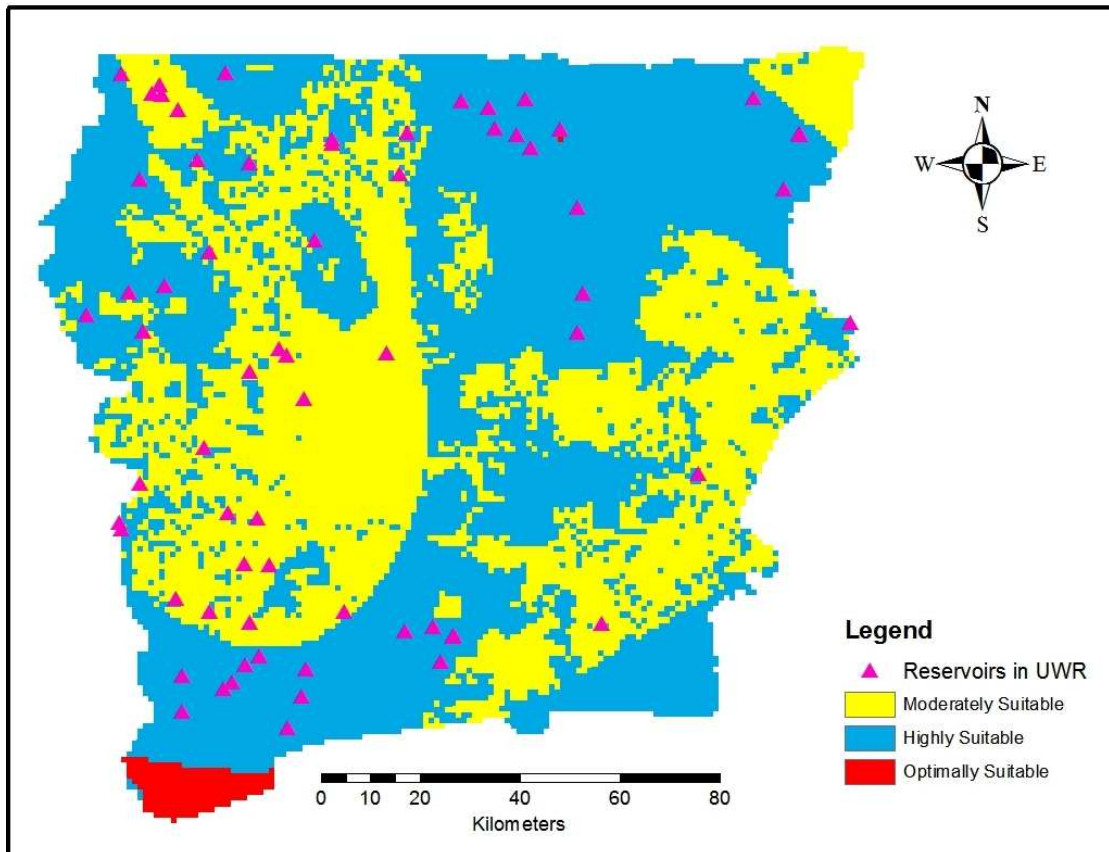 N
W E
S
Legend
Reservoirs in UWR
Moderately Suitable
Highly Suitable
Optimally Suitable
0 10 20 40 60 80
Kilometers